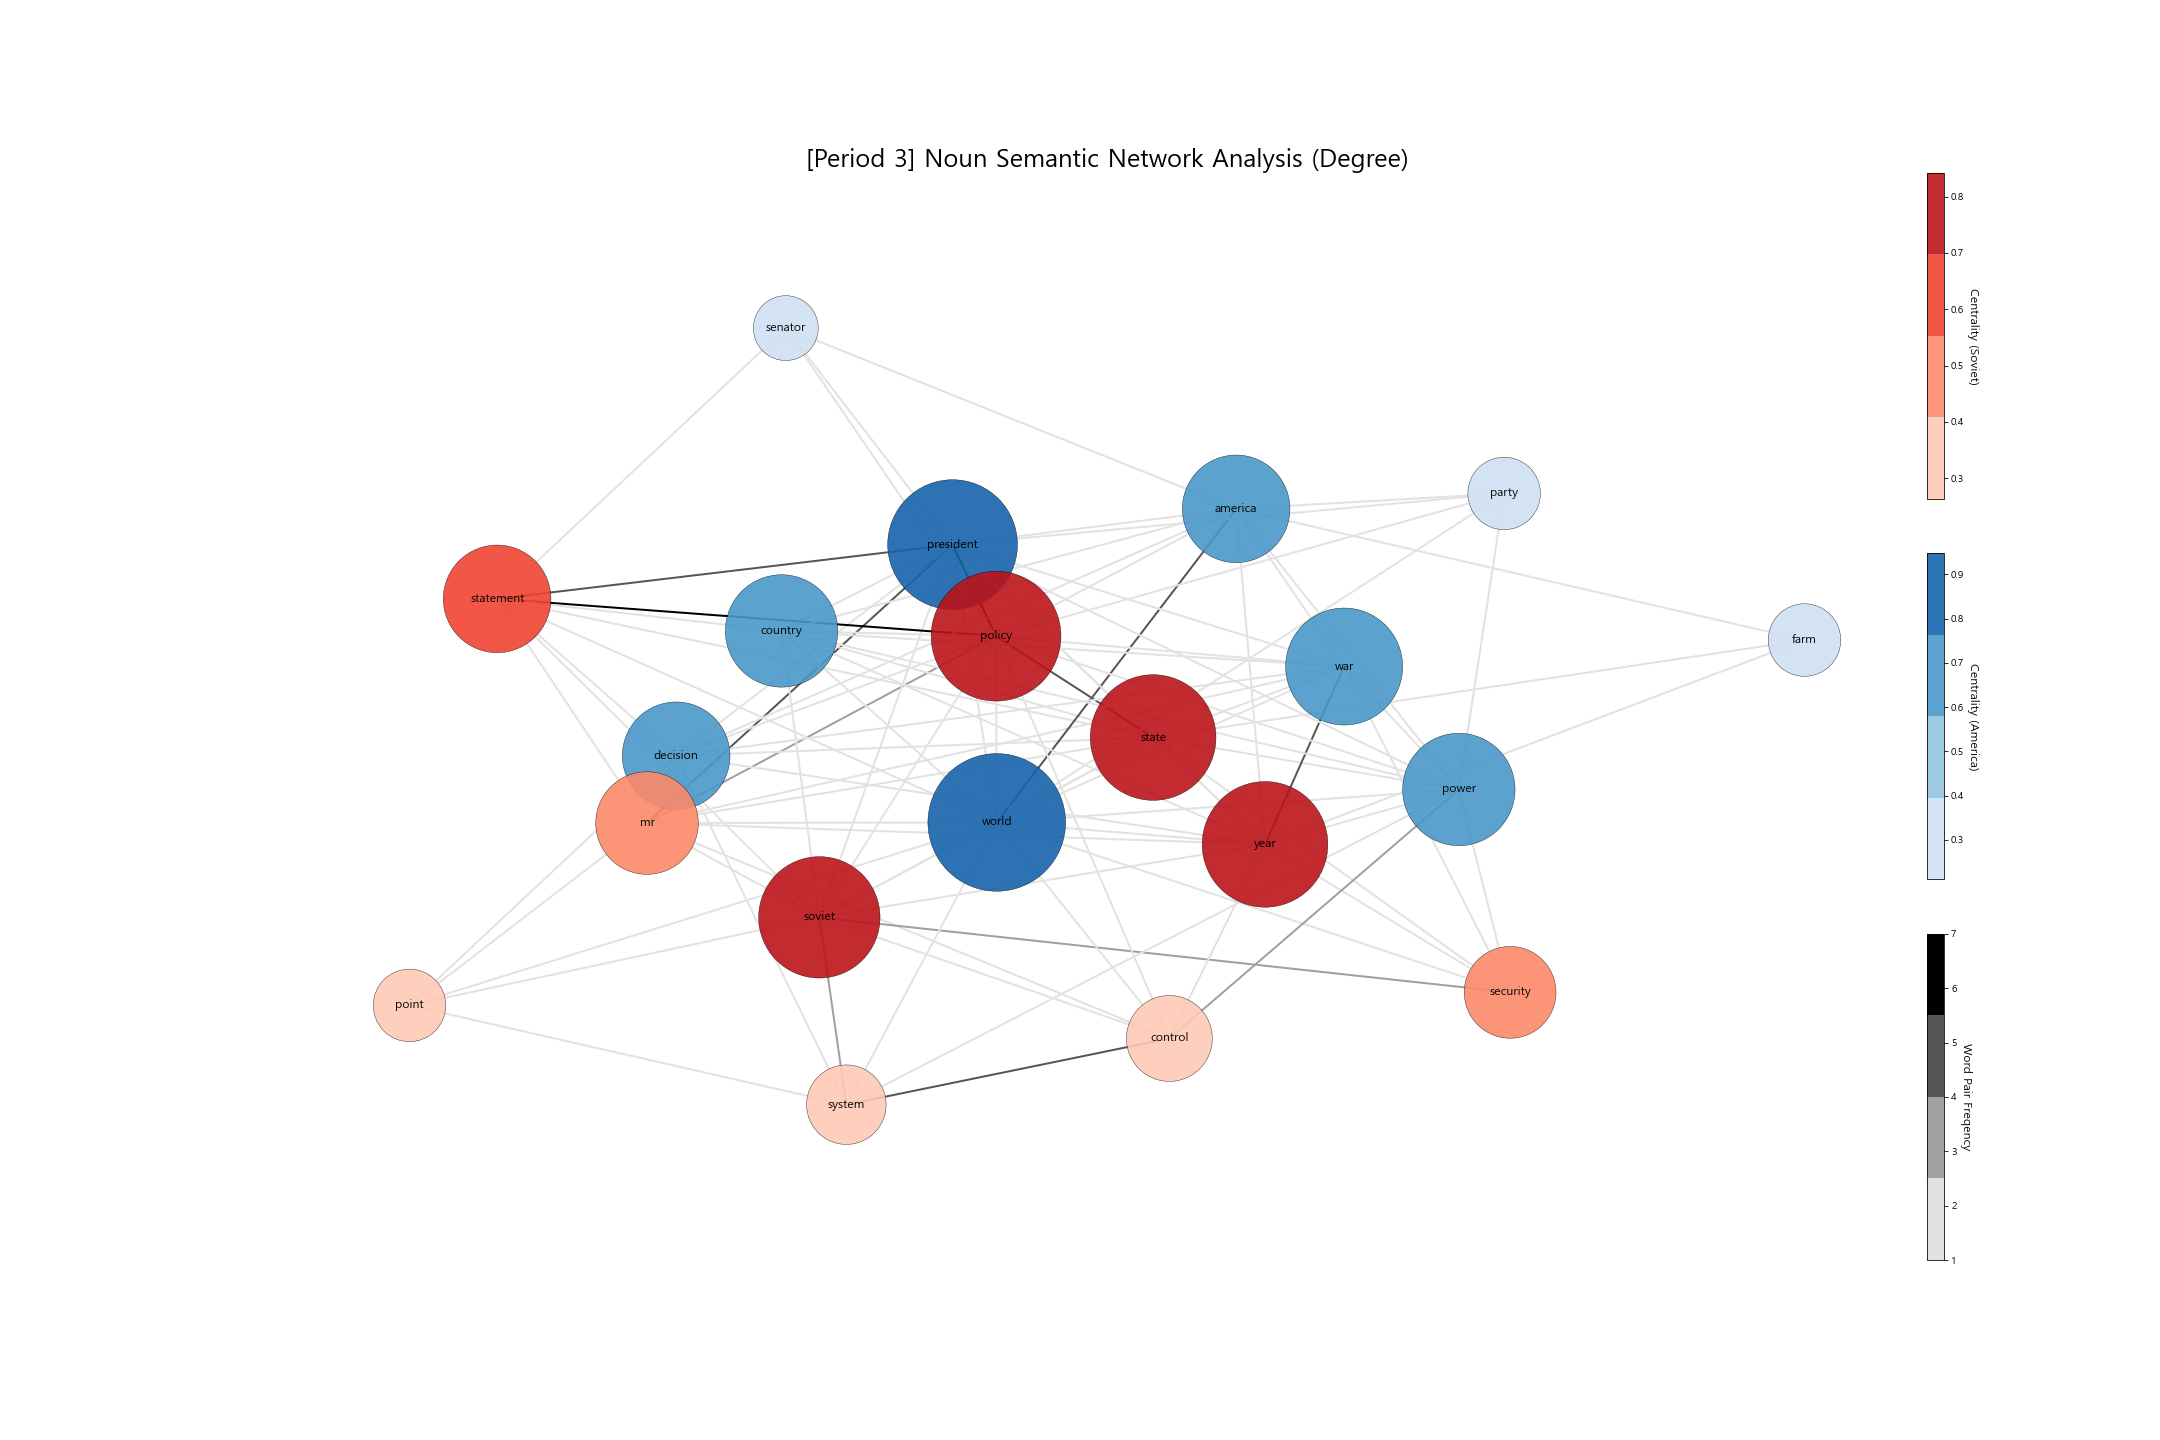 [Period 3] Noun Semantic Network Analysis (Degree)
senator
america
party
president
statement
country
policy
farm
war
state
decision
power
mr
world
year
soviet
security
point
control
system
0.8
0.7
0.6
0.5
0.4
0.3
Centrality (Soviet)
0.9
0.8
0.7
0.6
0.5
0.4
0.3
Centrality (America)
7
6
5
4
3
2
1
Word Pair Freqency